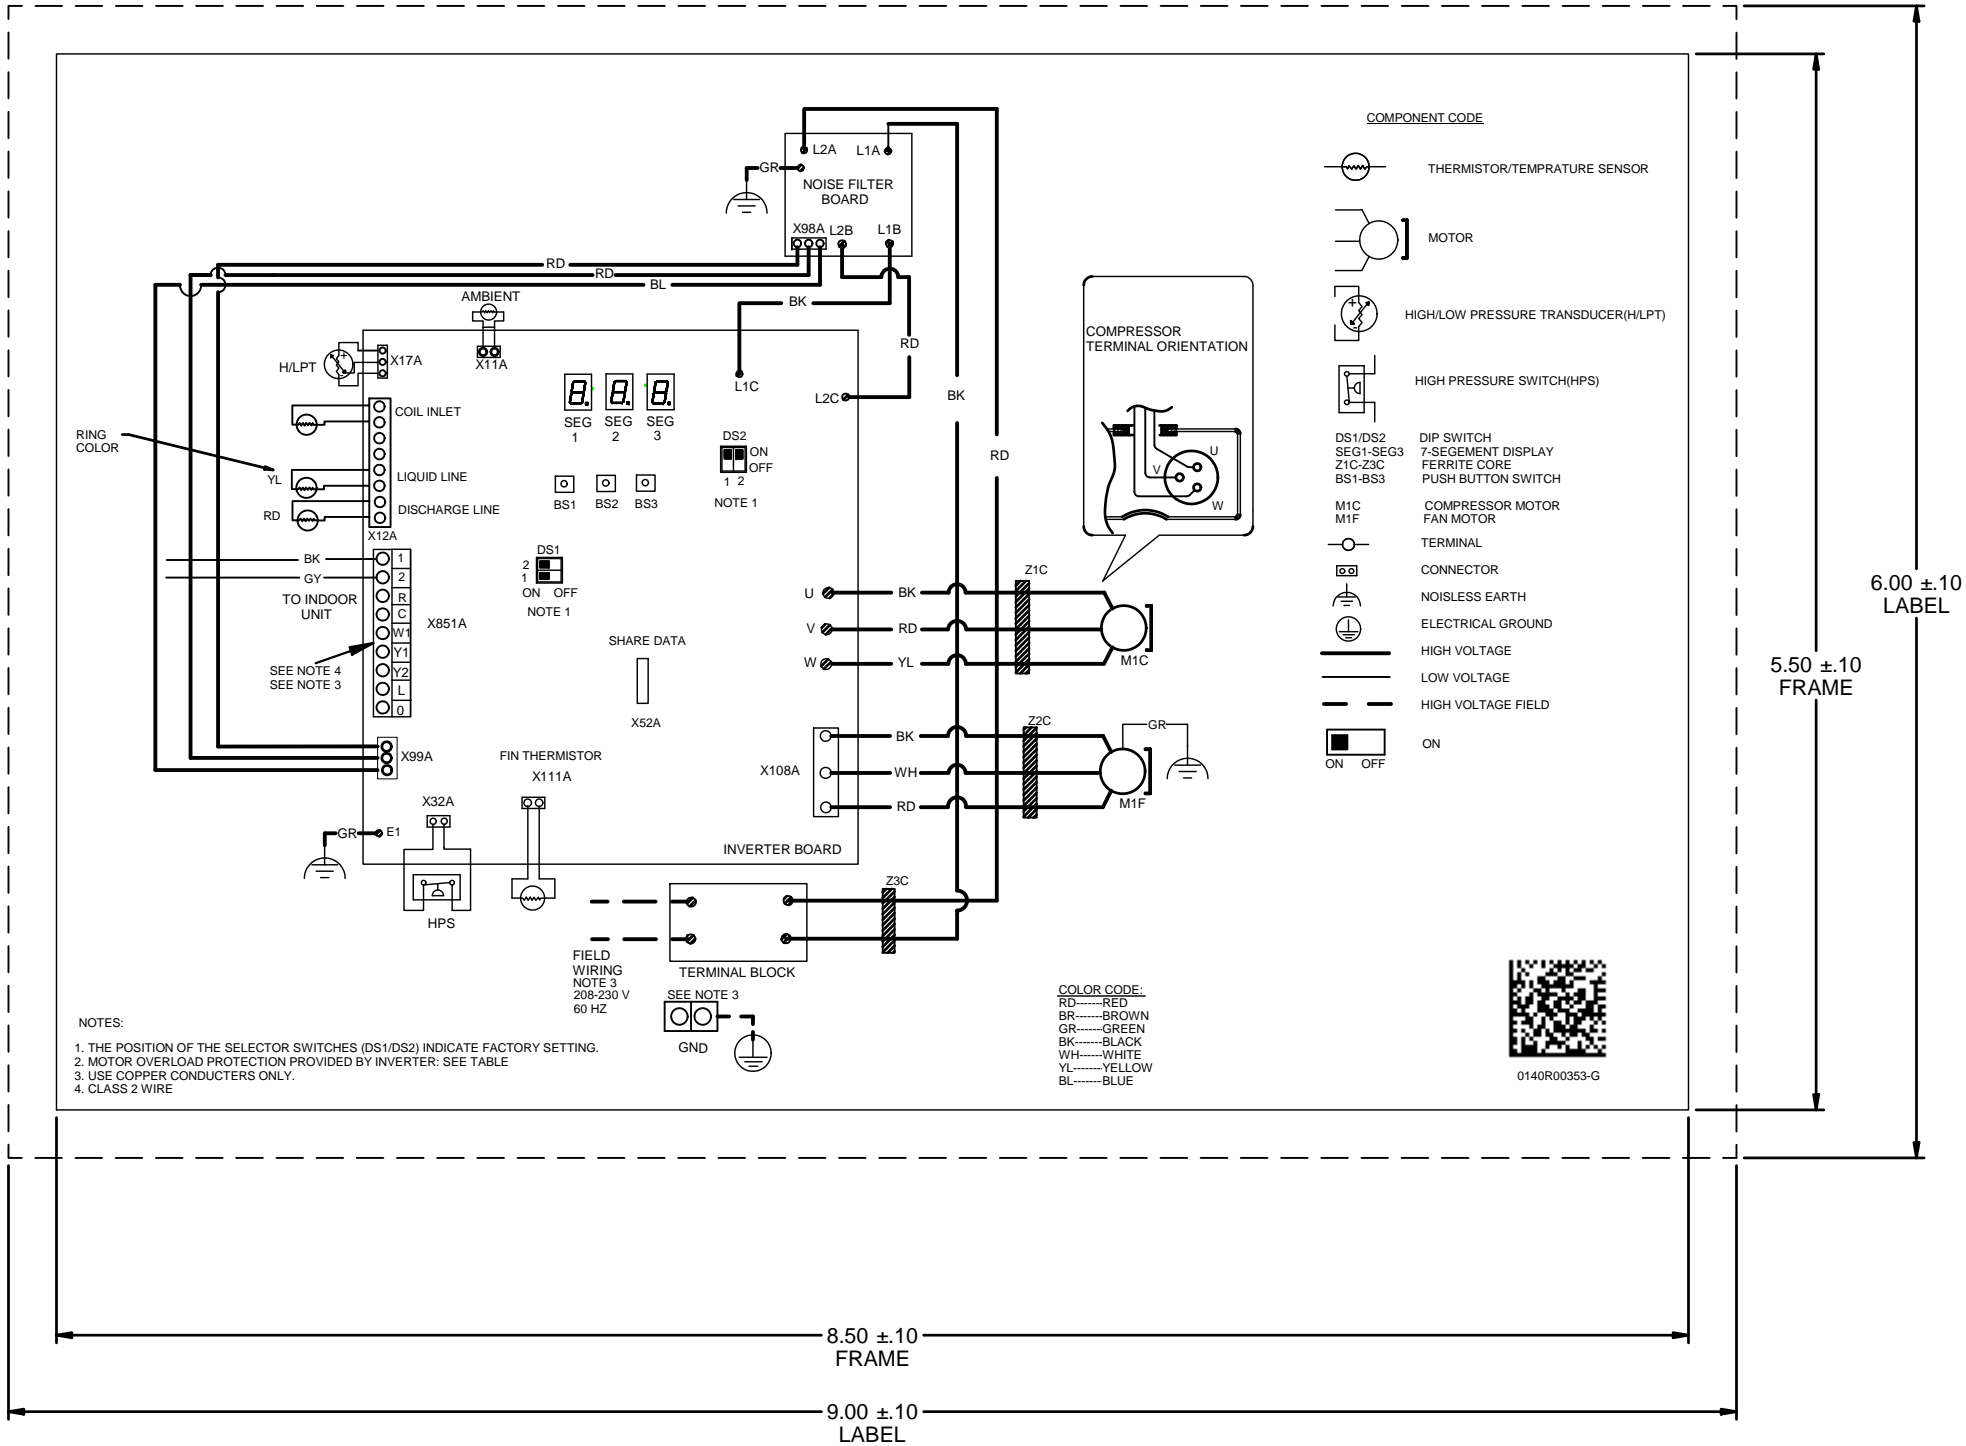 COMPONENT CODE
THERMISTOR/TEMPRATURE SENSOR
MOTOR
HIGH/LOW PRESSURE TRANSDUCER(H/LPT)
HIGH PRESSURE SWITCH(HPS)
DS1/DS2 DIP SWITCH
SEG1-SEG3 7-SEGEMENT DISPLAY
Z1C-Z3C FERRITE CORE
BS1-BS3 PUSH BUTTON SWITCH
M1C COMPRESSOR MOTOR
M1F FAN MOTOR
TERMINAL
CONNECTOR
NOISLESS EARTH
ELECTRICAL GROUND
HIGH VOLTAGE
LOW VOLTAGE
HIGH VOLTAGE FIELD
ON
ON OFF
L2A L1A
GR
NOISE FILTER
BOARD
X98A L2B L1B
RD
RD
BL
BK
RD
BK
RD
AMBIENT
X11A
H/LPT
+
X17A
L1C
L2C
8. 8. 8.
SEG
1
SEG
2
SEG
3
DS2
ON
OFF
1 2
NOTE 1
BS1 BS2 BS3
COIL INLET
LIQUID LINE
DISCHARGE LINE
X12A
RING
COLOR
YL
RD
BK
GY
TO INDOOR
UNIT
1
2
R
C
W1
Y1
Y2
L
0
X851A
SEE NOTE 4
SEE NOTE 3
DS1
2
1
ON OFF
NOTE 1
SHARE DATA
X52A
COMPRESSOR
TERMINAL ORIENTATION
U
V
W
U BK
V RD
W YL
Z1C
M1C
X108A
BK
WH
RD
Z2C
GR
M1F
X99A
FIN THERMISTOR
X111A
X32A
GR E1
HPS
INVERTER BOARD
Z3C
FIELD
WIRING
NOTE 3
208-230 V
60 HZ
TERMINAL BLOCK
SEE NOTE 3
GND
COLOR CODE:
RD-------RED
BR-------BROWN
GR-------GREEN
BK-------BLACK
WH------WHITE
YL-------YELLOW
BL-------BLUE
0140R00353-G
NOTES:
1. THE POSITION OF THE SELECTOR SWITCHES (DS1/DS2) INDICATE FACTORY SETTING.
2. MOTOR OVERLOAD PROTECTION PROVIDED BY INVERTER: SEE TABLE
3. USE COPPER CONDUCTERS ONLY.
4. CLASS 2 WIRE
6.00 ±.10
LABEL
5.50 ±.10
FRAME
8.50 ±.10
FRAME
9.00 ±.10
LABEL